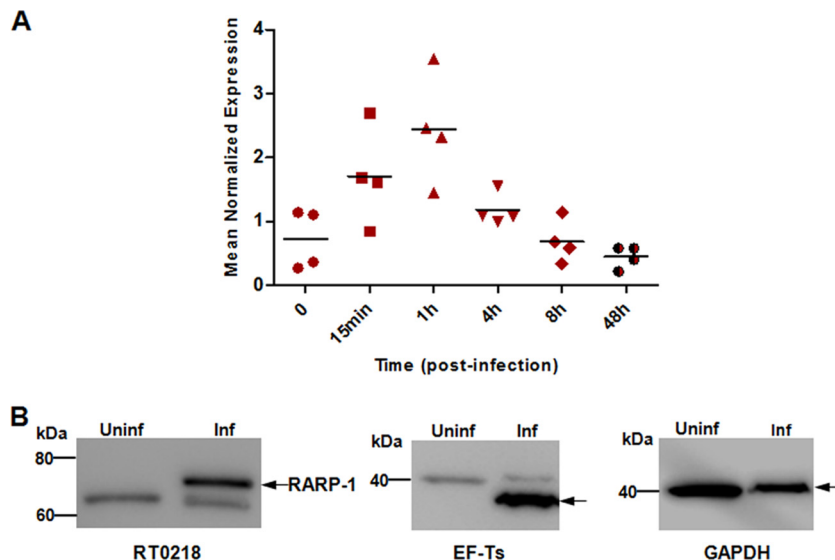 A
Mean Normalized Expression
4
3
2
1
0
0 15min 1h 4h 8h 48h
Time (post-infection)
B
kDa Uninf Inf
80
RARP-1
60
RT0218
kDa Uninf Inf
40
EF-Ts
kDa Uninf Inf
40
GAPDH